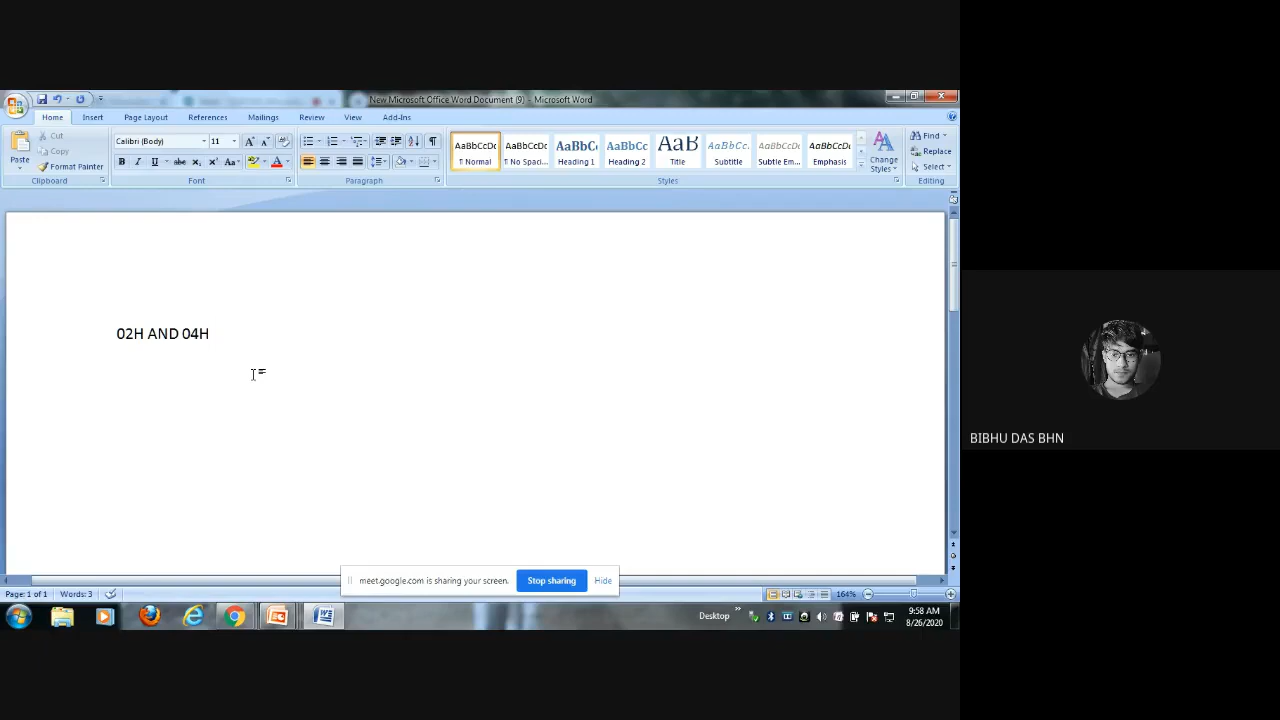 New Microsoft Office Word Document (9) - Microsoft Word
Home Insert Page Layout References Mailings Review View Add-Ins
Cut
Copy
Paste
Format Painter
Clipboard
Calibri (Body) 11
Font
Paragraph
AaBbCcDc AaBbCcDc AaBbC AaBbCc AaB AaBbCc. AaBbCcDc AaBbCcDc
¶ Normal ¶ No Spaci... Heading 1 Heading 2 Title Subtitle Subtle Em... Emphasis
Change Styles
Styles
Find
Replace
Select
Editing
02H AND 04H
BIBHU DAS BHN
meet.google.com is sharing your screen. Stop sharing Hide
Page: 1 of 1 Words: 3 164%
Desktop
9:58 AM
8/26/2020